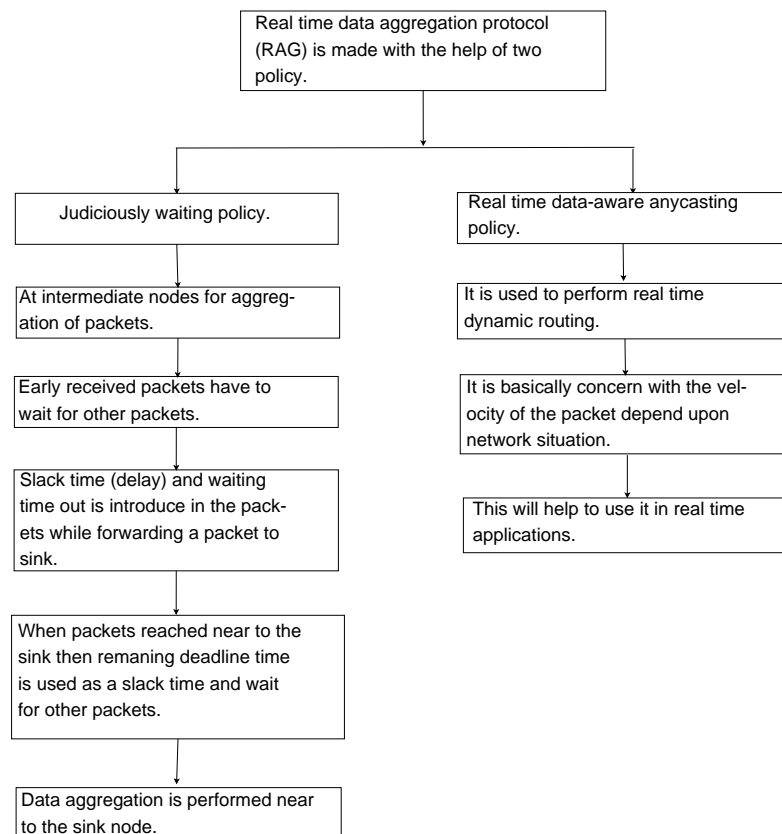 Real time data aggregation protocol
(RAG) is made with the help of two
policy.
Judiciously waiting policy.
At intermediate nodes for aggreg-
ation of packets.
Early received packets have to
wait for other packets.
Slack time (delay) and waiting
time out is introduce in the pack-
ets while forwarding a packet to
sink.
When packets reached near to the
sink then remaning deadline time
is used as a slack time and wait
for other packets.
Data aggregation is performed near
to the sink node.
Real time data-aware anycasting
policy.
It is used to perform real time
dynamic routing.
It is basically concern with the vel-
ocity of the packet depend upon
network situation.
This will help to use it in real time
applications.